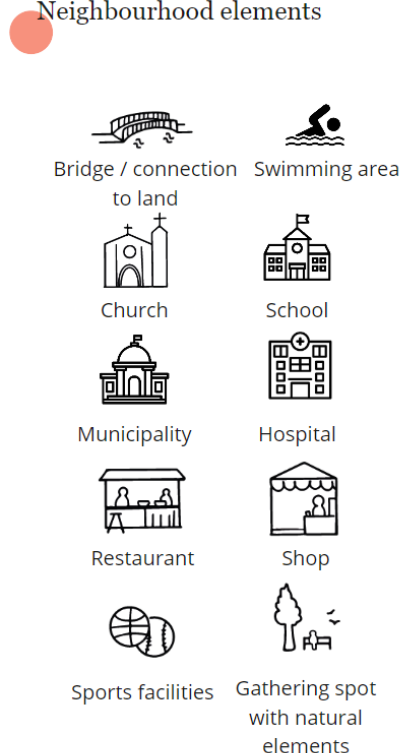 Neighbourhood elements
Bridge / connection
to land
Swimming area
Church
School
Municipality
Hospital
Restaurant
Shop
Sports facilities
Gathering spot
with natural
elements